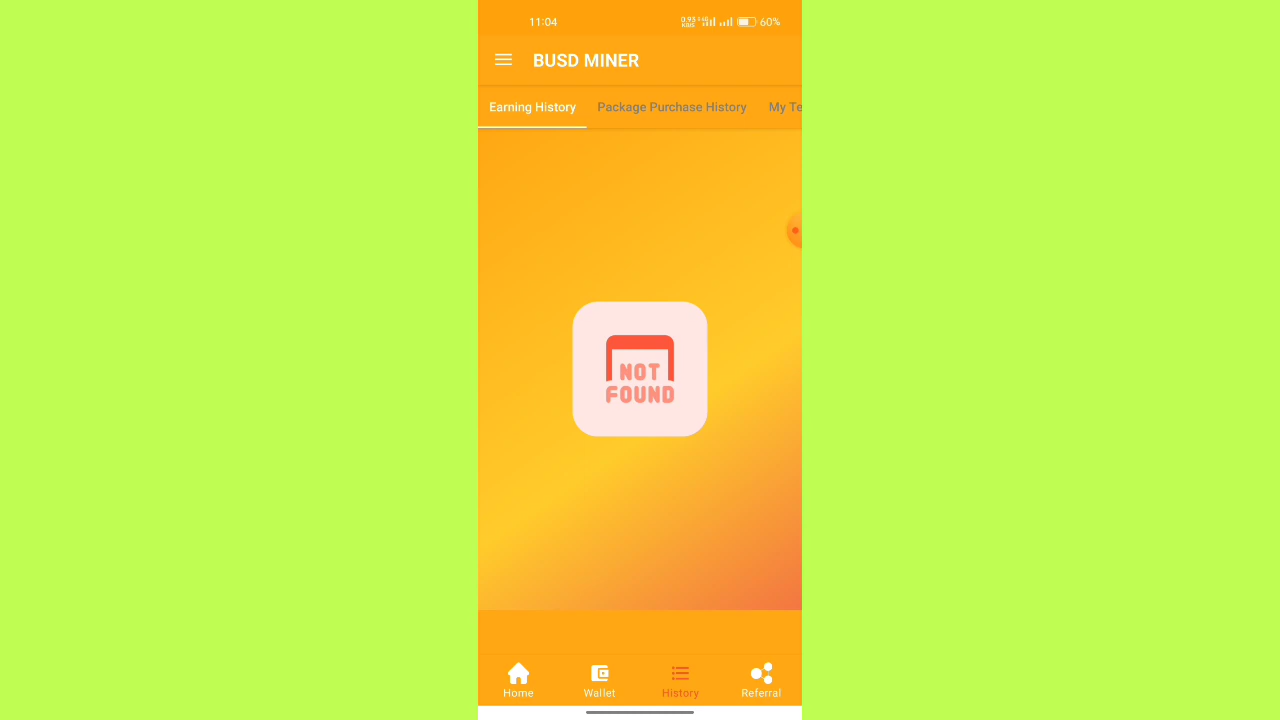 11:04
60%
BUSD MINER
Earning History Package Purchase History My Te
NOT
FOUND
Home Wallet History Referral